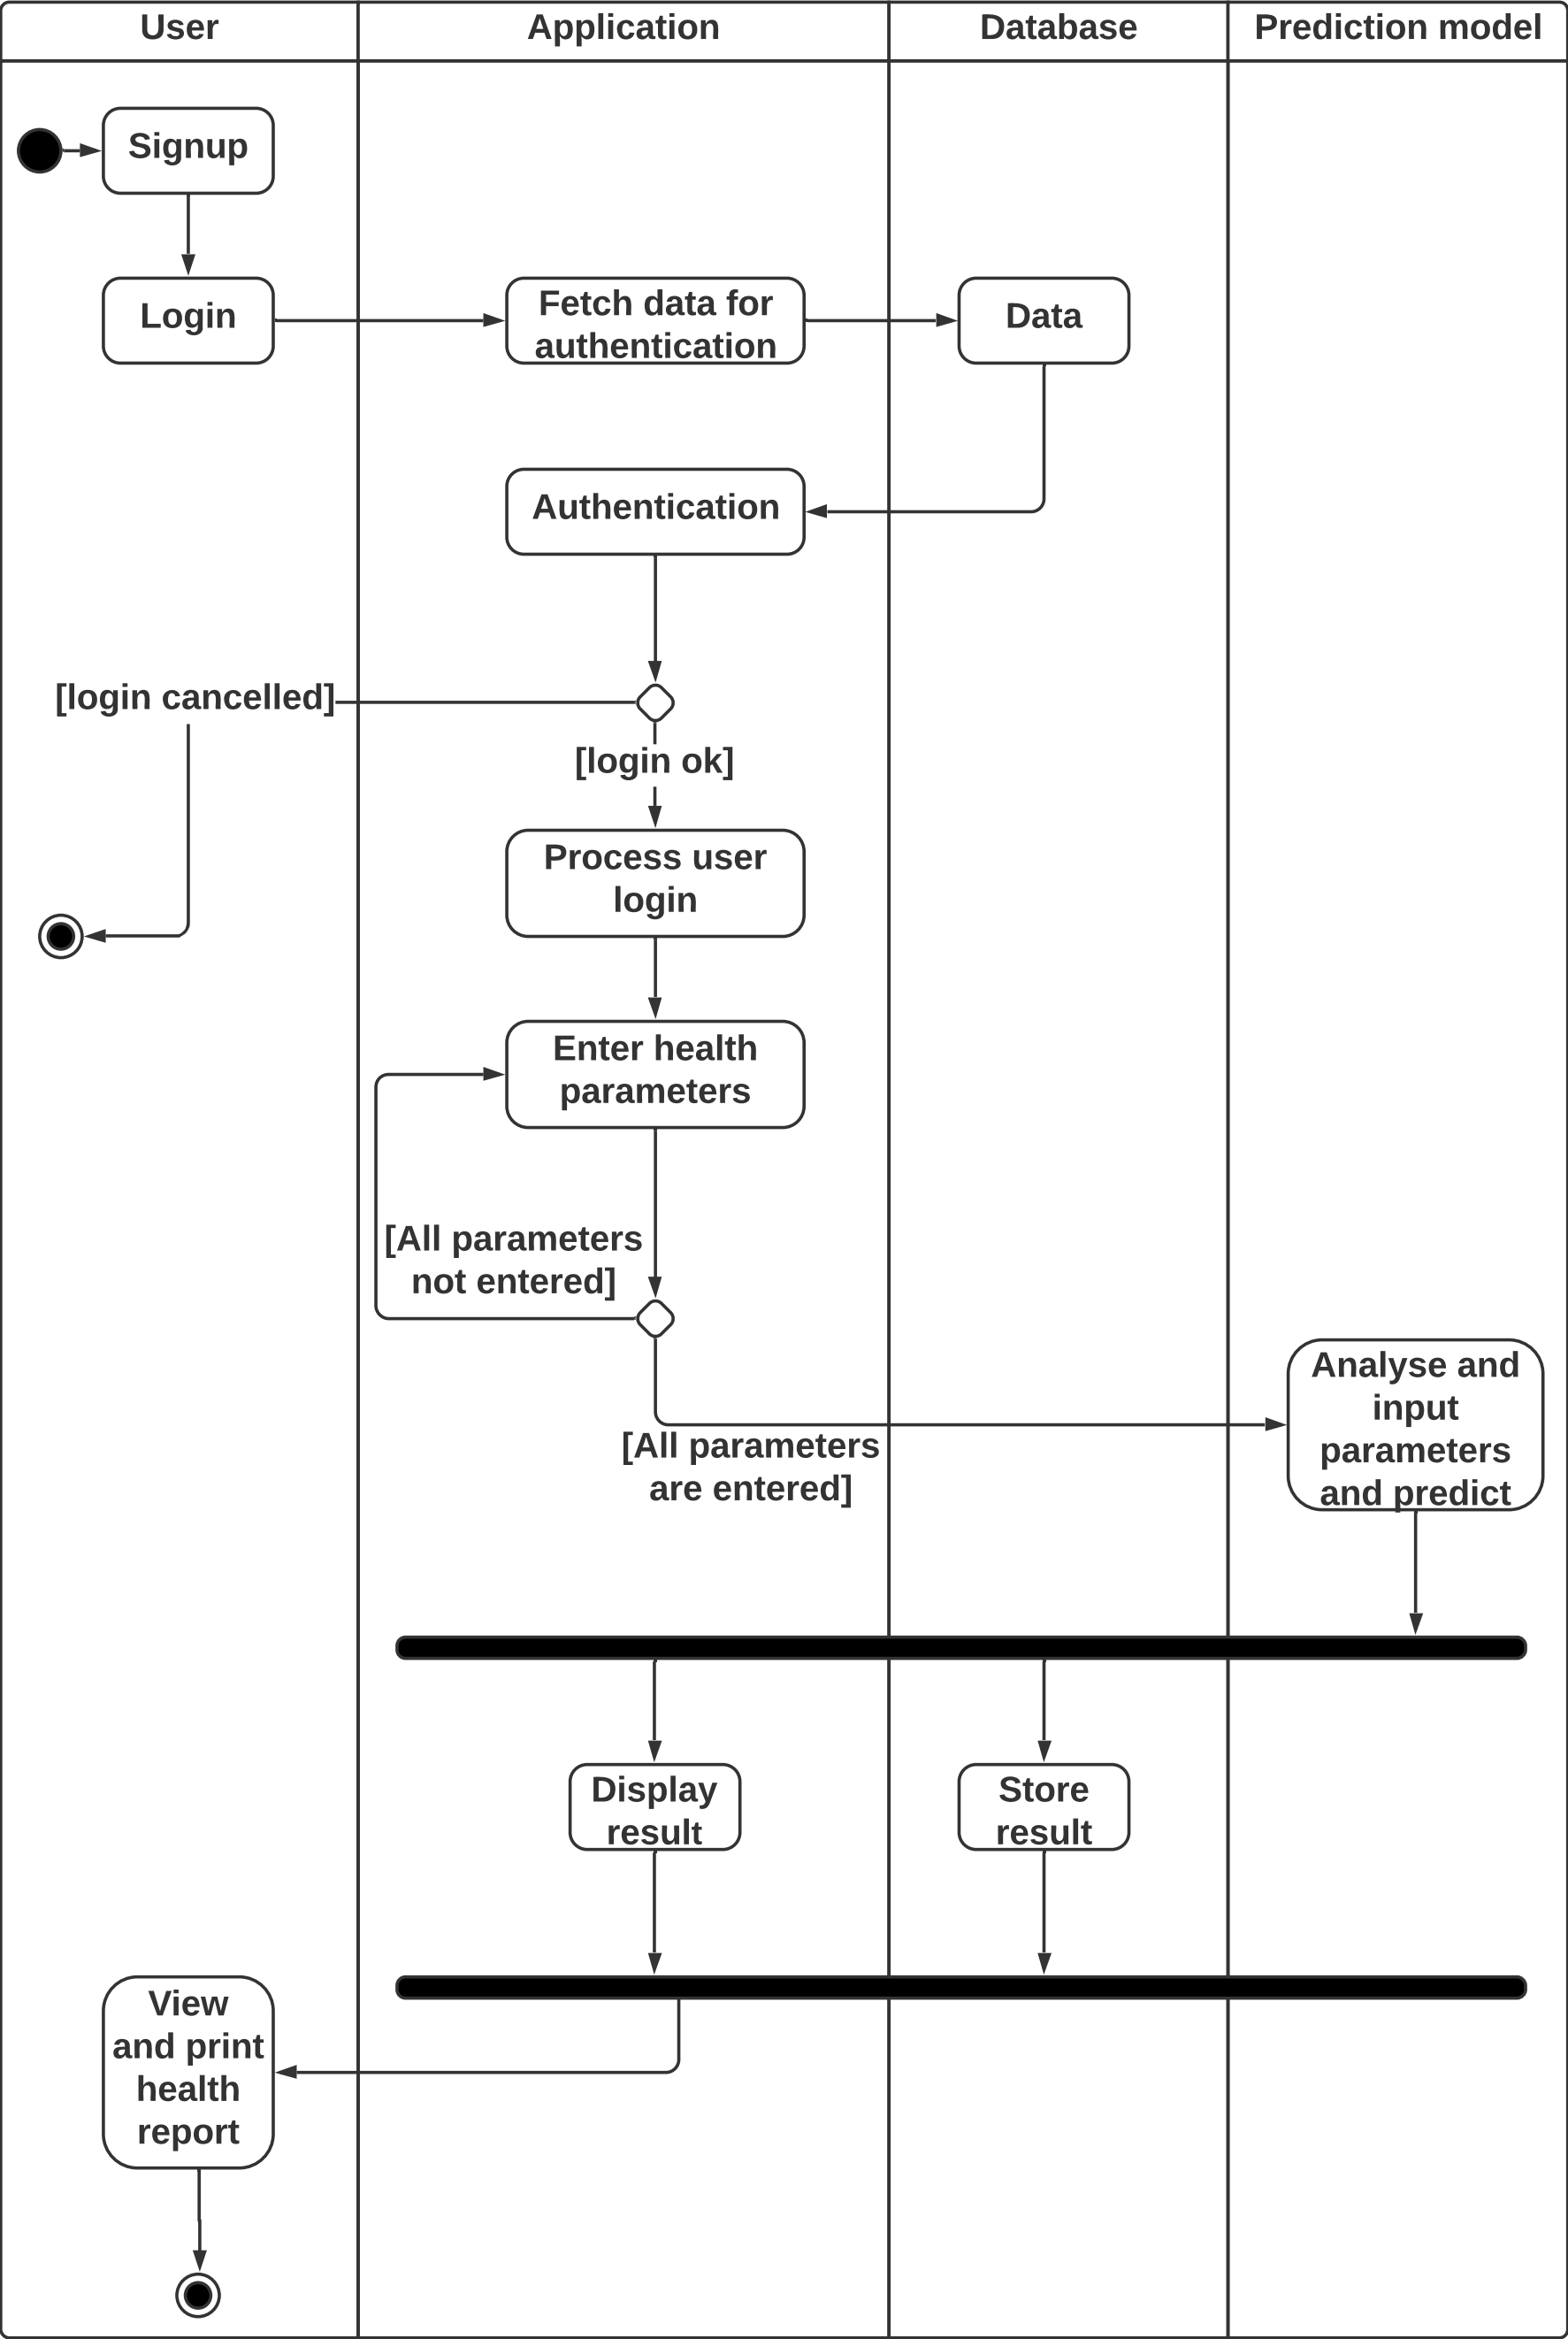 User
Application
Database
Prediction model
Signup
Login
Fetch data for
authentication
Data
Authentication
[login cancelled]
[login ok]
Process user
login
Enter health
parameters
[All parameters
not entered]
[All parameters
are entered]
Analyse and
input
parameters
and predict
Display
result
Store
result
View
and print
health
report